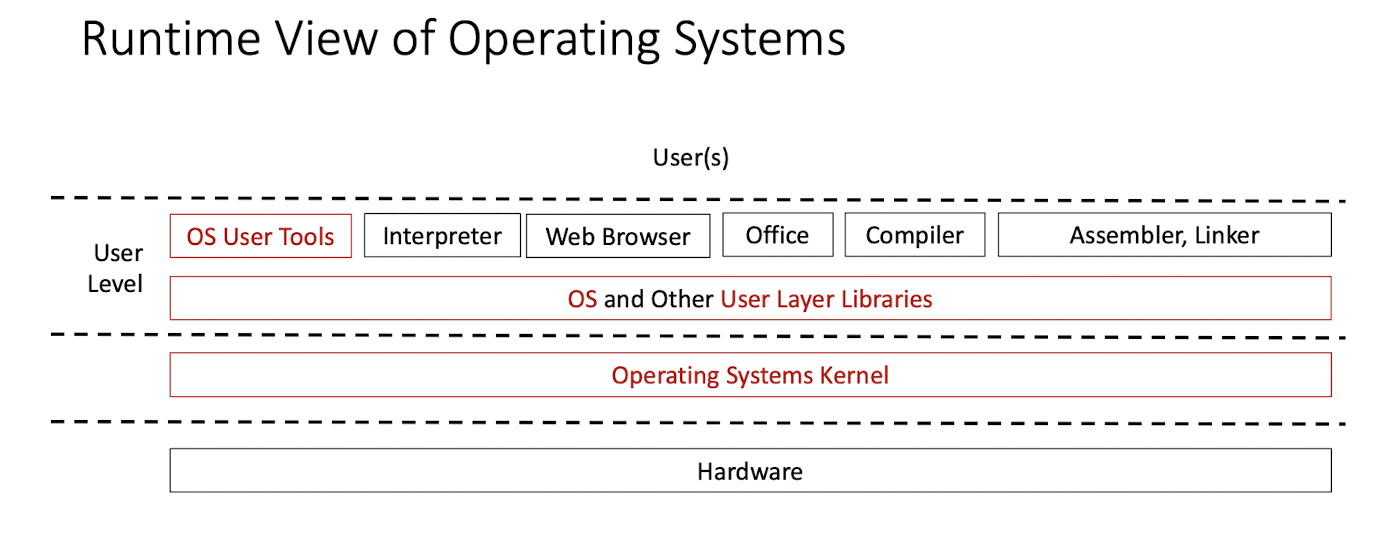 Runtime View of Operating Systems
User(s)
OS User Tools
Interpreter
Web Browser
Office
Compiler
Assembler, Linker
User
Level
OS and Other User Layer Libraries
Operating Systems Kernel
Hardware